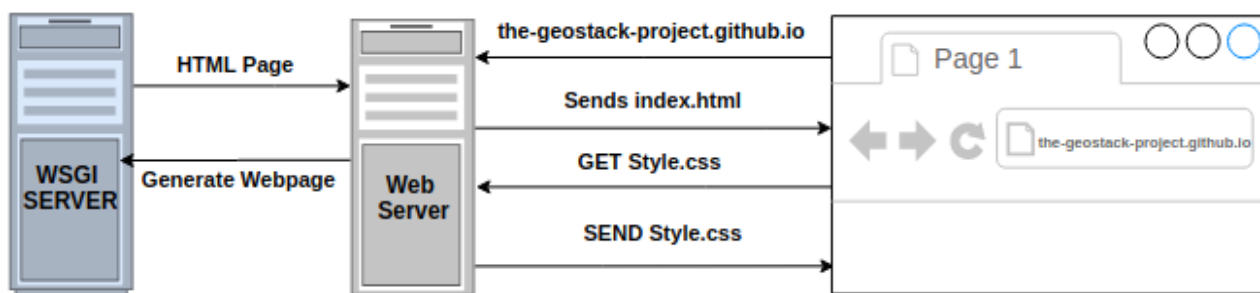 HTML Page
WSGI
SERVER
Generate Webpage
Web
Server
the-geostack-project.github.io
Sends index.html
GET Style.css
SEND Style.css
Page 1
the-geostack-project.github.io